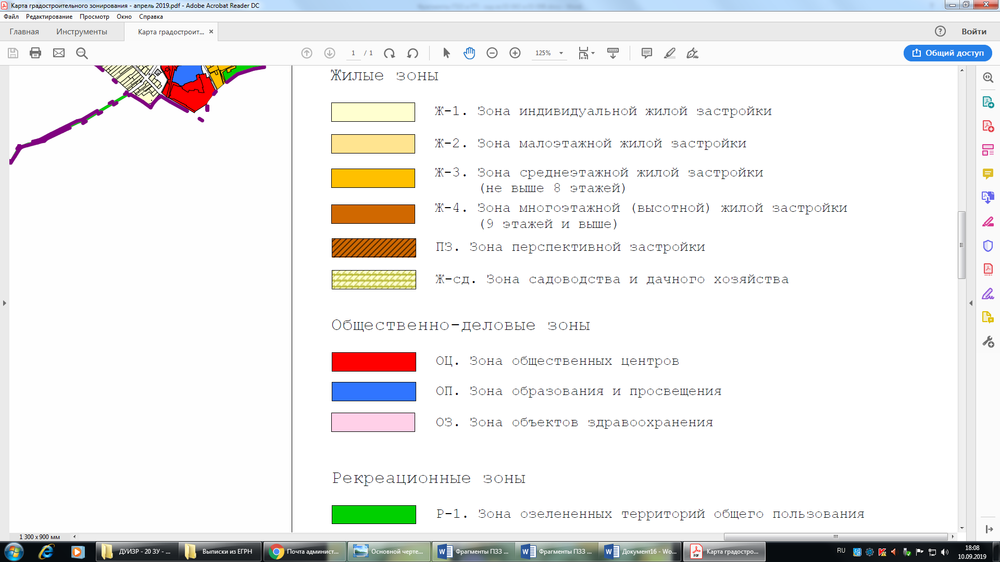 Карта градостроительного зонирования - апрель 2019.pdf - Adobe Acrobat Reader DC
Файл Редактирование Просмотр Окно Справка
Главная Инструменты Карта градостроит... × Войти
1 / 1 125% Общий доступ
Жилые зоны
Ж-1. Зона индивидуальной жилой застройки
Ж-2. Зона малоэтажной жилой застройки
Ж-3. Зона среднеэтажной жилой застройки
(не выше 8 этажей)
Ж-4. Зона многоэтажной (высотной) жилой застройки
(9 этажей и выше)
ПЗ. Зона перспективной застройки
Ж-сд. Зона садоводства и дачного хозяйства
Общественно-деловые зоны
ОЦ. Зона общественных центров
ОП. Зона образования и просвещения
ОЗ. Зона объектов здравоохранения
Рекреационные зоны
Р-1. Зона озелененных территорий общего пользования
1 300 x 900 мм
ДУИЗР - 20 ЗУ - ... Выписки из ЕГРН Почта админист... Основной черте... Фрагменты ПЗЗ ... Фрагменты ПЗЗ ... Документ16 - Wo... Карта градостро... RU 18:08
10.09.2019